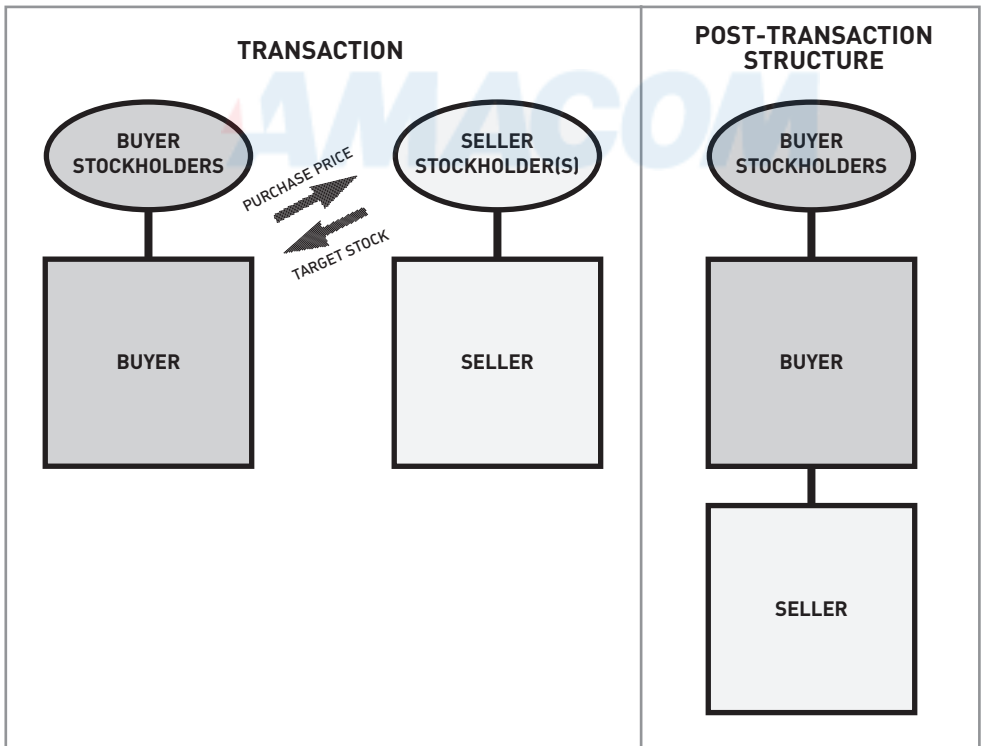 TRANSACTION
BUYER
STOCKHOLDERS
PURCHASE PRICE
TARGET STOCK
SELLER
STOCKHOLDER(S)
BUYER
SELLER
POST-TRANSACTION
STRUCTURE
BUYER
STOCKHOLDERS
BUYER
SELLER
AMACOM